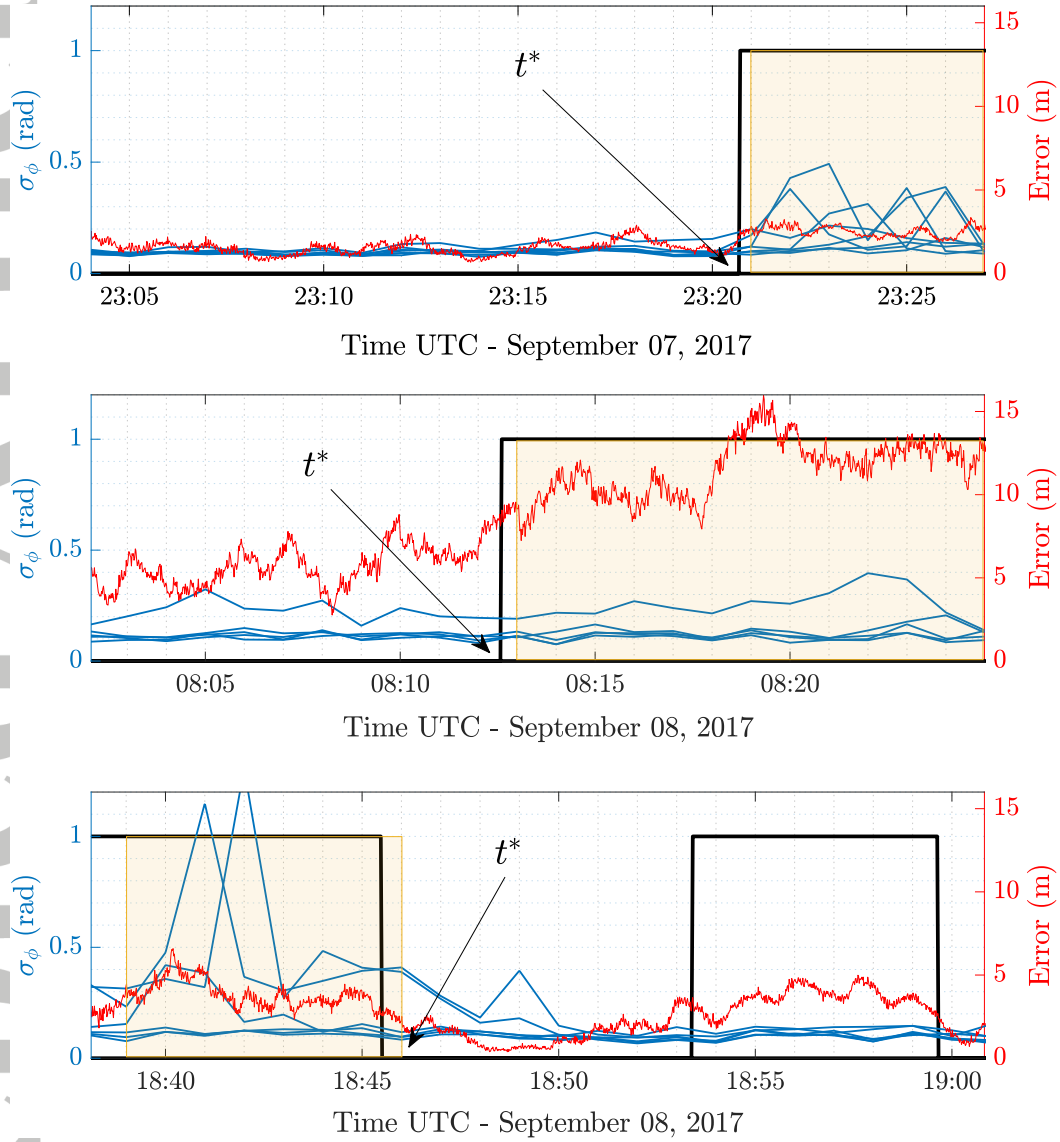 t*
σϕ (rad)
1
0.5
0
15
10
5
0
Error (m)
23:05 23:10 23:15 23:20 23:25
Time UTC - September 07, 2017
t*
σϕ (rad)
1
0.5
0
15
10
5
0
Error (m)
08:05 08:10 08:15 08:20
Time UTC - September 08, 2017
t*
σϕ (rad)
1
0.5
0
15
10
5
0
Error (m)
18:40 18:45 18:50 18:55 19:00
Time UTC - September 08, 2017